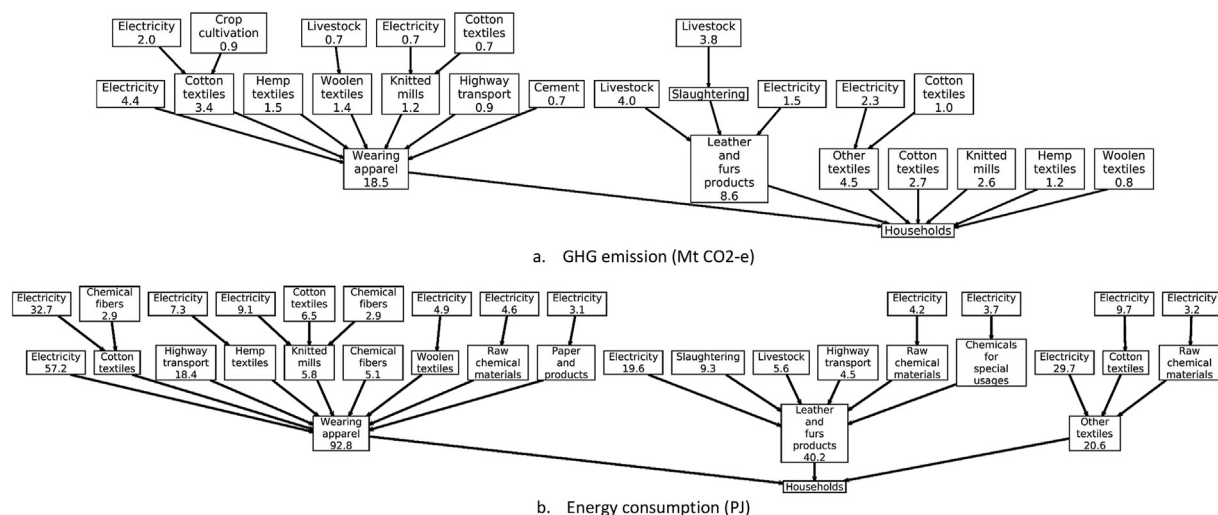 Electricity
2.0
Crop
cultivation
0.9
Livestock
0.7
Electricity
0.7
Cotton
textiles
0.7
Livestock
3.8
Electricity
4.4
Cotton
textiles
3.4
Hemp
textiles
1.5
Woolen
textiles
1.4
Knitted
mills
1.2
Highway
transport
0.9
Cement
0.7
Livestock
4.0
Slaughtering
Electricity
1.5
Electricity
2.3
Cotton
textiles
1.0
Wearing
apparel
18.5
Leather
and
furs
products
8.6
Other
textiles
4.5
Cotton
textiles
2.7
Knitted
mills
2.6
Hemp
textiles
1.2
Woolen
textiles
0.8
Households
a. GHG emission (Mt CO2-e)
Electricity
32.7
Chemical
fibers
2.9
Electricity
7.3
Electricity
9.1
Cotton
textiles
6.5
Chemical
fibers
2.9
Electricity
4.9
Electricity
4.6
Electricity
3.1
Electricity
4.2
Electricity
3.7
Electricity
9.7
Electricity
3.2
Electricity
57.2
Cotton
textiles
Highway
transport
18.4
Hemp
textiles
Knitted
mills
5.8
Chemical
fibers
5.1
Woolen
textiles
Raw
chemical
materials
Paper
and
products
Electricity
19.6
Slaughtering
9.3
Livestock
5.6
Highway
transport
4.5
Raw
chemical
materials
Chemicals
for
special
usages
Electricity
29.7
Cotton
textiles
Raw
chemical
materials
Wearing
apparel
92.8
Leather
and
furs
products
40.2
Other
textiles
20.6
Households
b. Energy consumption (PJ)